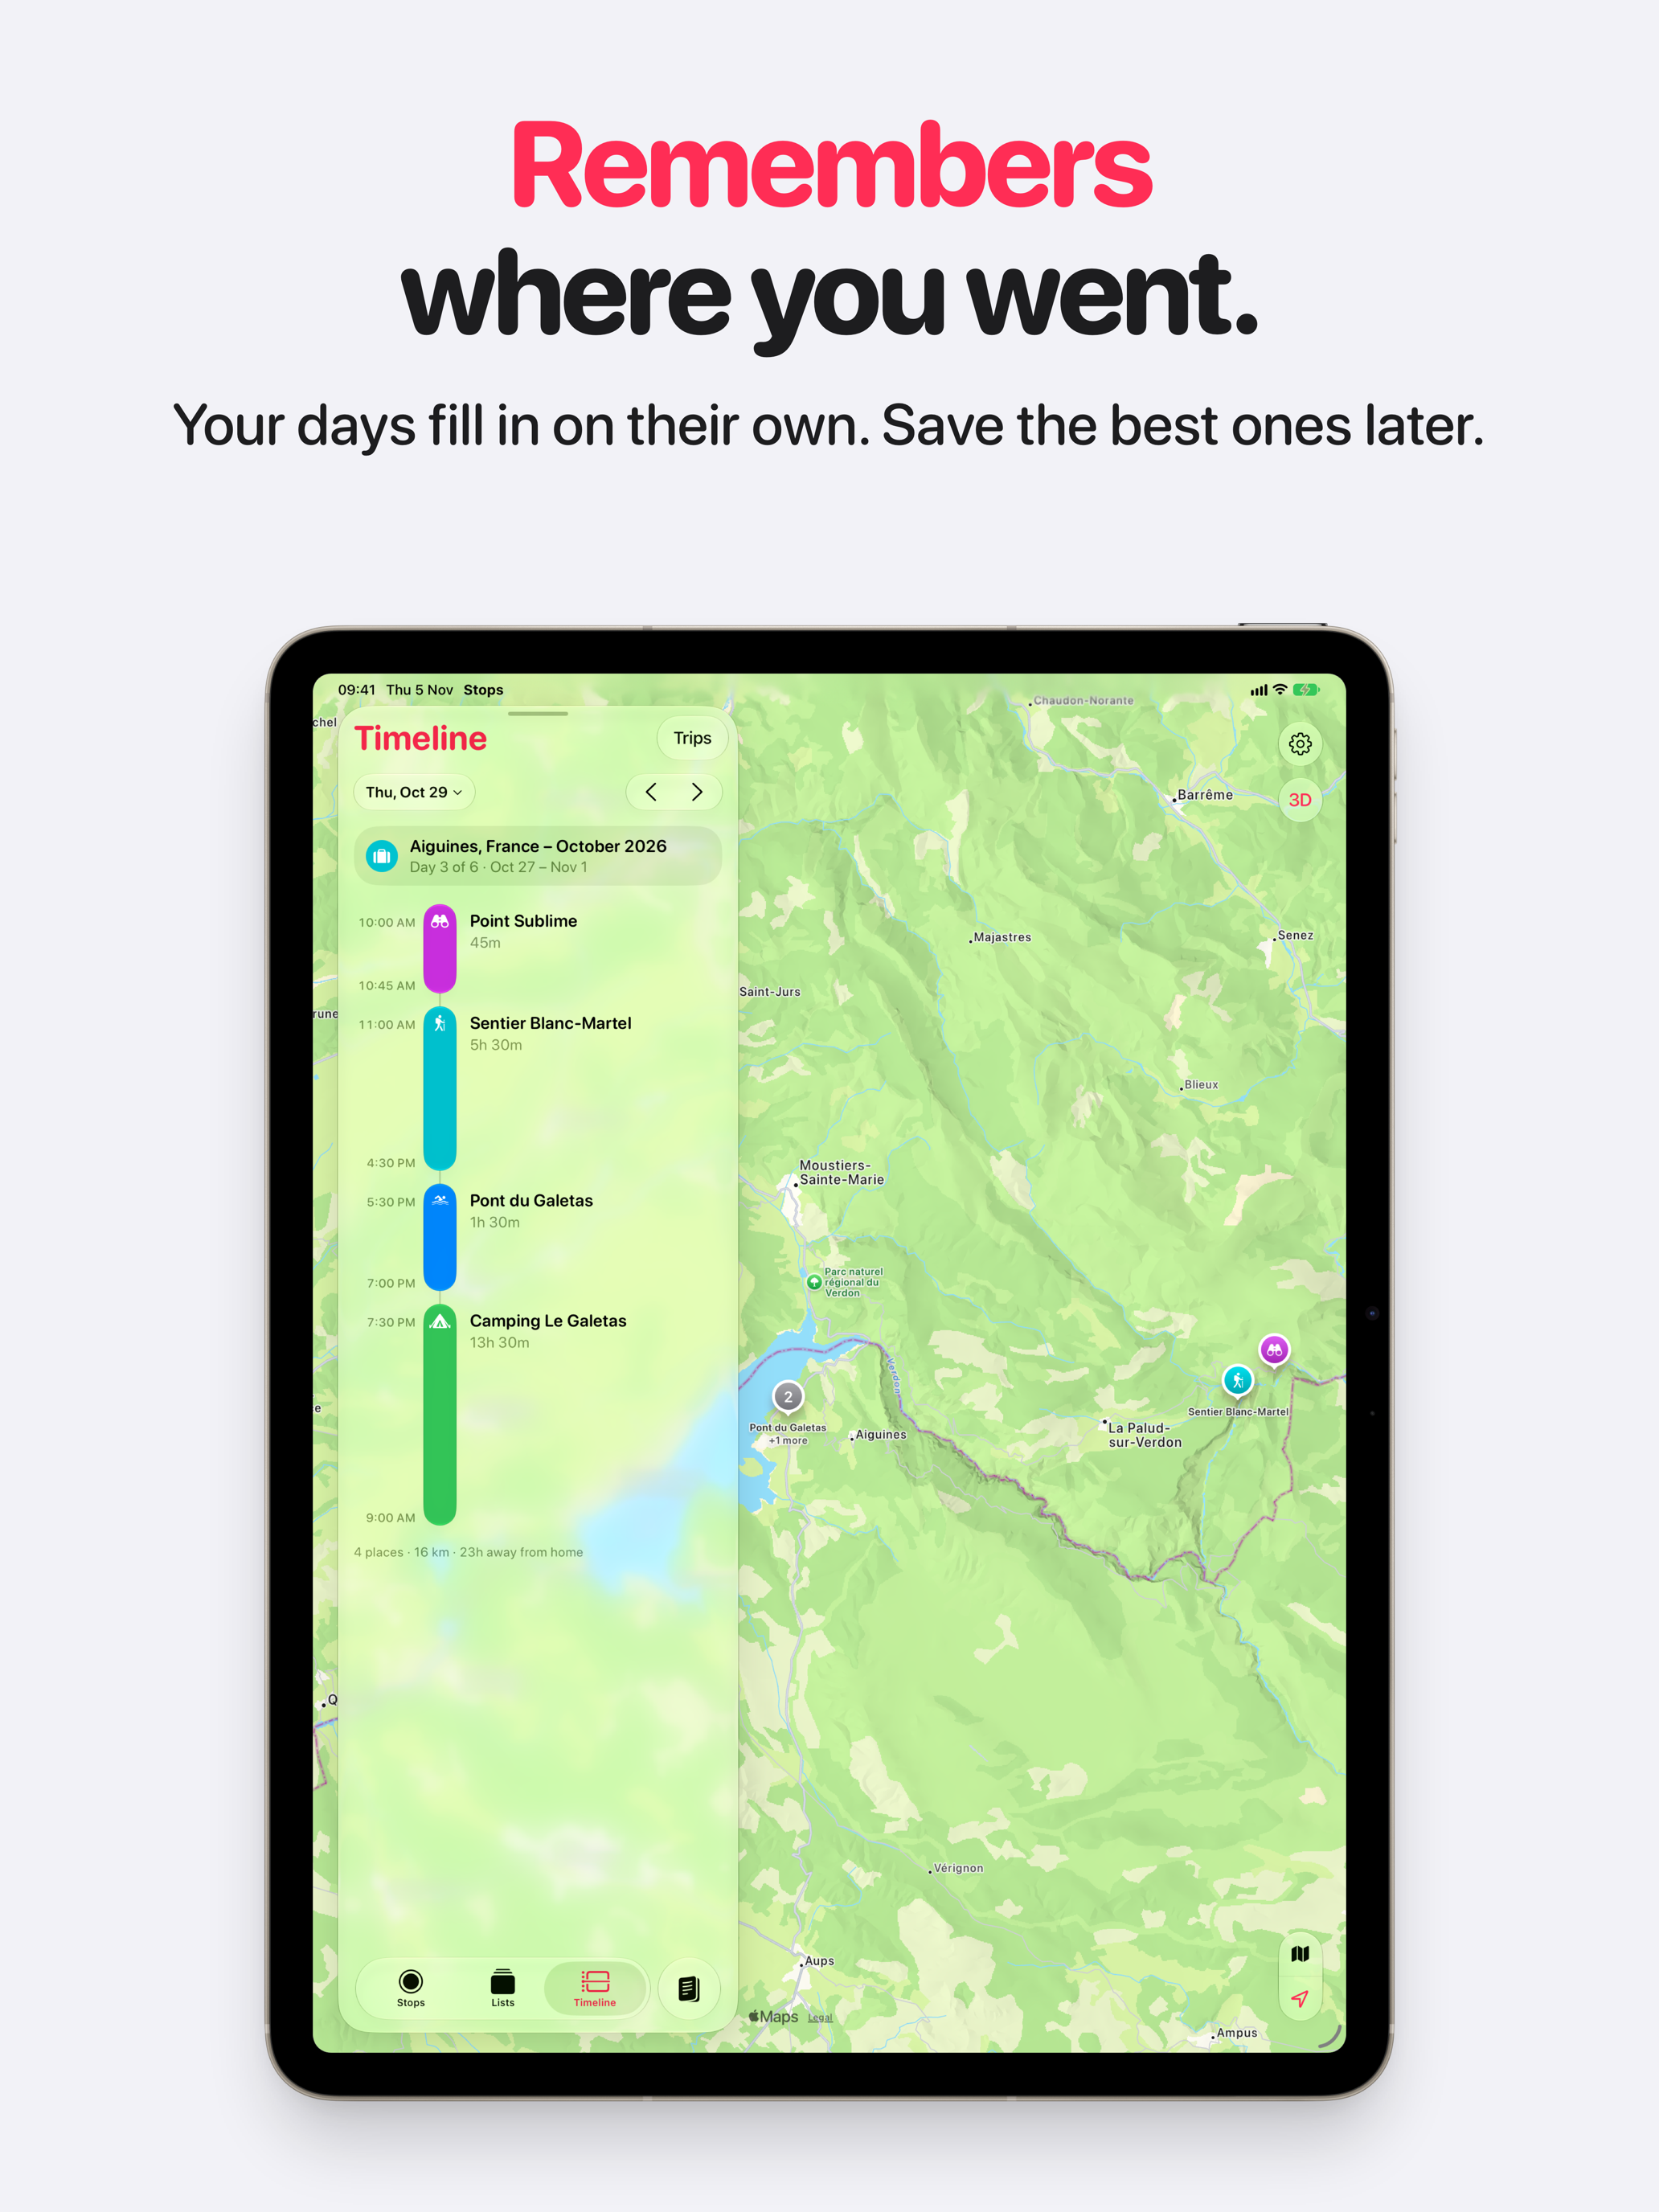 Remembers
where you went.
Your days fill in on their own. Save the best ones later.
09:41 Thu 5 Nov Stops
Timeline
Trips
Thu, Oct 29
Aiguines, France – October 2026
Day 3 of 6 · Oct 27 – Nov 1
10:00 AM
Point Sublime
45m
10:45 AM
11:00 AM
Sentier Blanc-Martel
5h 30m
4:30 PM
5:30 PM
Pont du Galetas
1h 30m
7:00 PM
7:30 PM
Camping Le Galetas
13h 30m
9:00 AM
4 places · 16 km · 23h away from home
Stops
Lists
Timeline
chel
rune
e
Q
Chaudon-Norante
3D
Barrême
Majastres
Senez
Saint-Jurs
Blieux
Moustiers-
Sainte-Marie
Parc naturel
régional du
Verdon
Verdon
2
Pont du Galetas
+1 more
Aiguines
Sentier Blanc-Martel
La Palud-
sur-Verdon
Vérignon
Aups
Maps Legal
Ampus